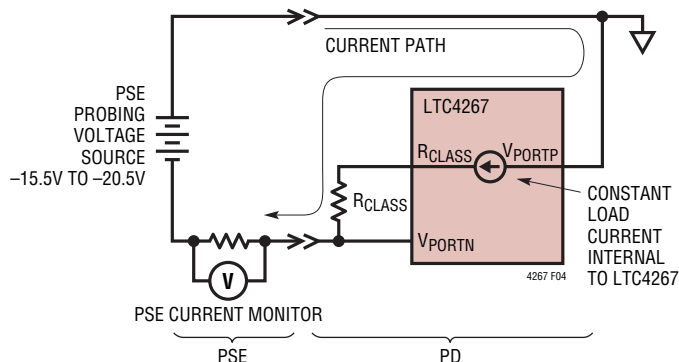 CURRENT PATH
PSE
PROBING
VOLTAGE
SOURCE
–15.5V TO –20.5V
LTC4267
RCLASS
VPORTP
RCLASS
VPORTN
CONSTANT
LOAD
CURRENT
INTERNAL
TO LTC4267
4267 F04
V
PSE CURRENT MONITOR
PSE
PD